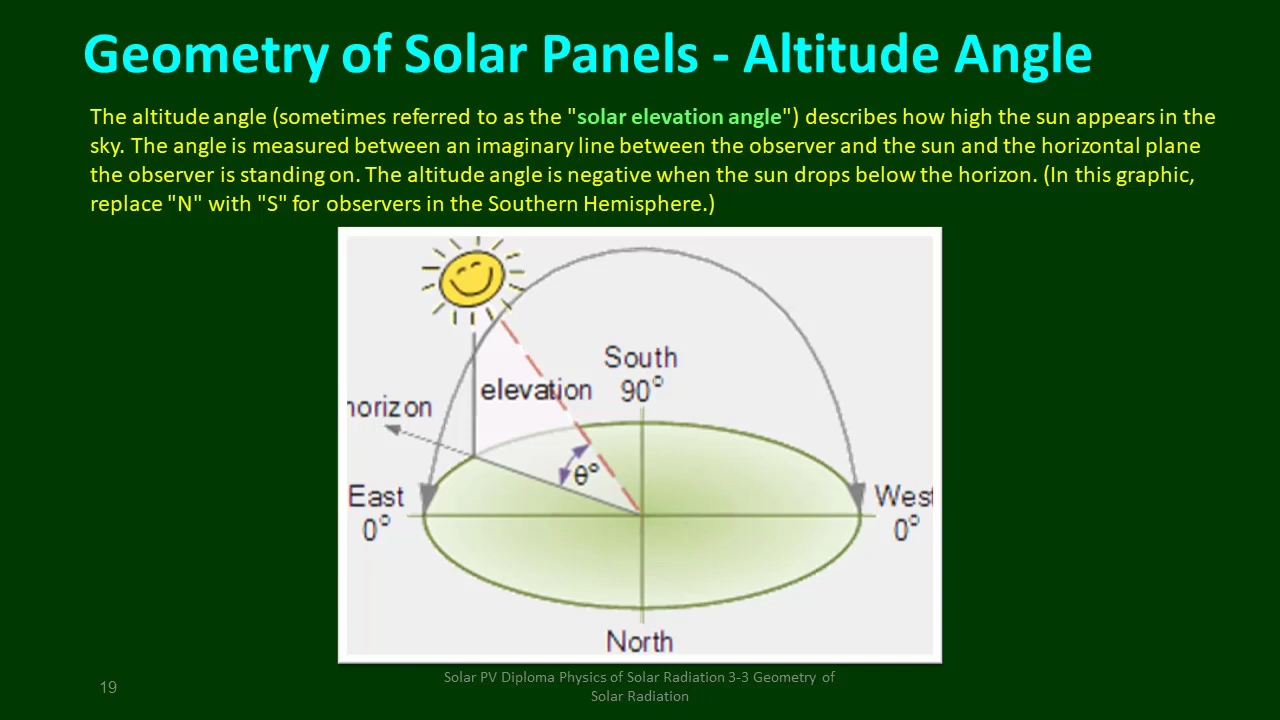 Geometry of Solar Panels - Altitude Angle
The altitude angle (sometimes referred to as the "solar elevation angle") describes how high the sun appears in the
sky. The angle is measured between an imaginary line between the observer and the sun and the horizontal plane
the observer is standing on. The altitude angle is negative when the sun drops below the horizon. (In this graphic,
replace "N" with "S" for observers in the Southern Hemisphere.)
South
90°
elevation
horizon
θ°
East
0°
West
0°
North
19
Solar PV Diploma Physics of Solar Radiation 3-3 Geometry of
Solar Radiation